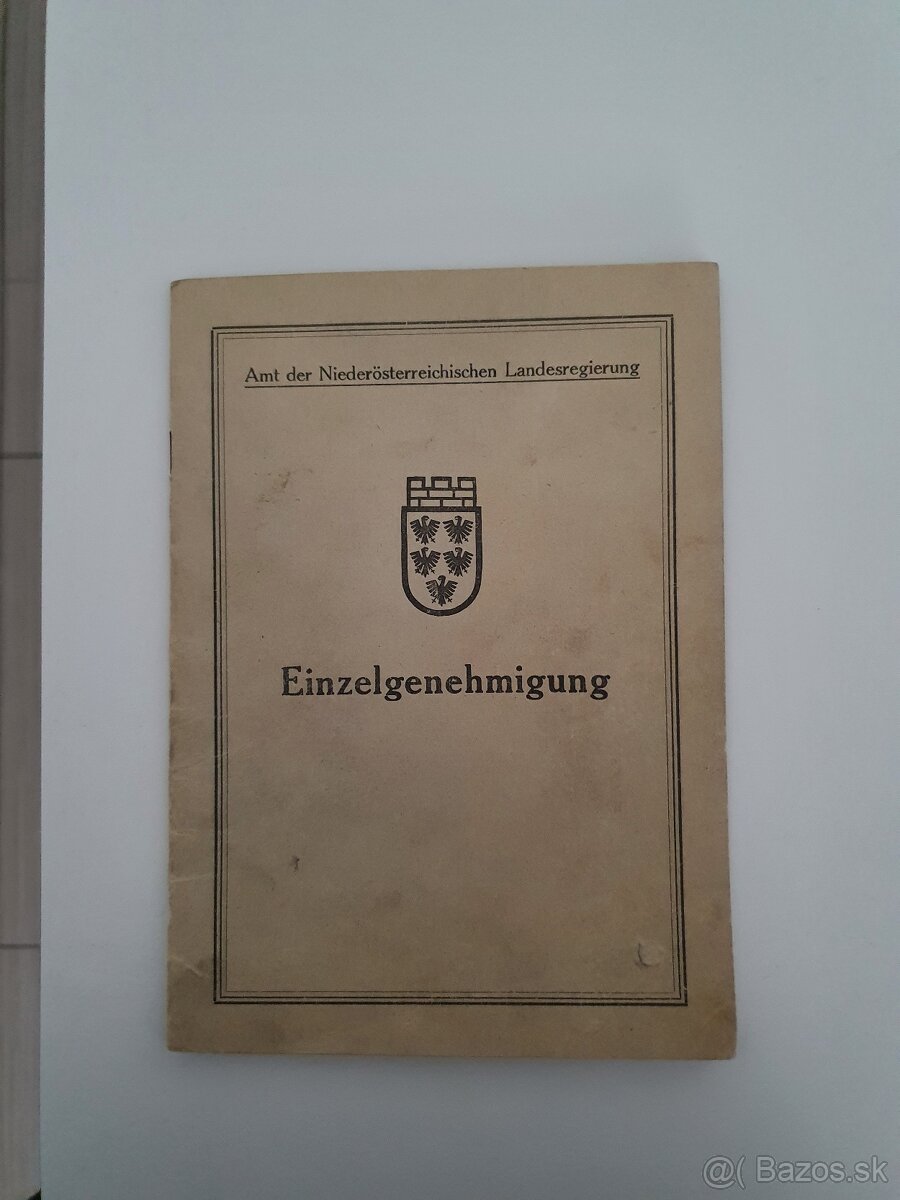 Amt der Niederösterreichischen Landesregierung
Einzelgenehmigung
@( Bazos.sk